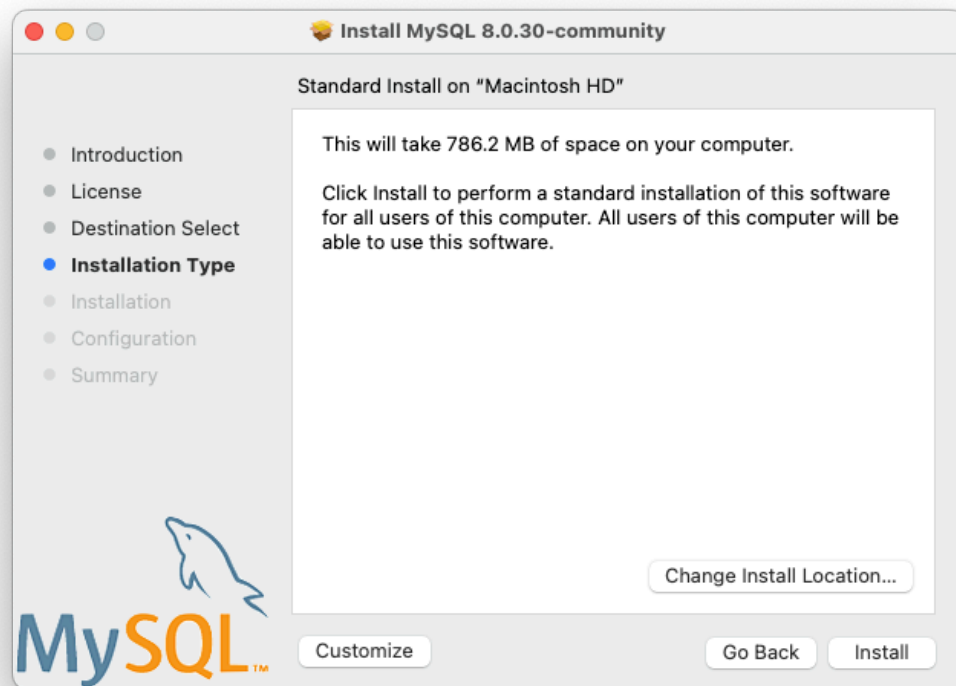 Install MySQL 8.0.30-community
Standard Install on “Macintosh HD”
Introduction
License
Destination Select
Installation Type
Installation
Configuration
Summary
This will take 786.2 MB of space on your computer.
Click Install to perform a standard installation of this software
for all users of this computer. All users of this computer will be
able to use this software.
Change Install Location...
MySQL™
Customize
Go Back
Install